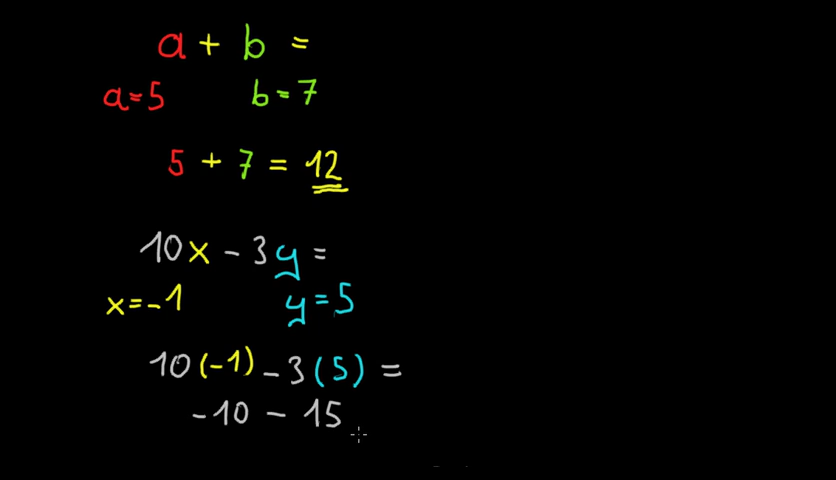 a + b =
a=5 b=7
5 + 7 = 12
10x - 3y =
x=-1 y=5
10(-1) - 3(5) =
-10 - 15